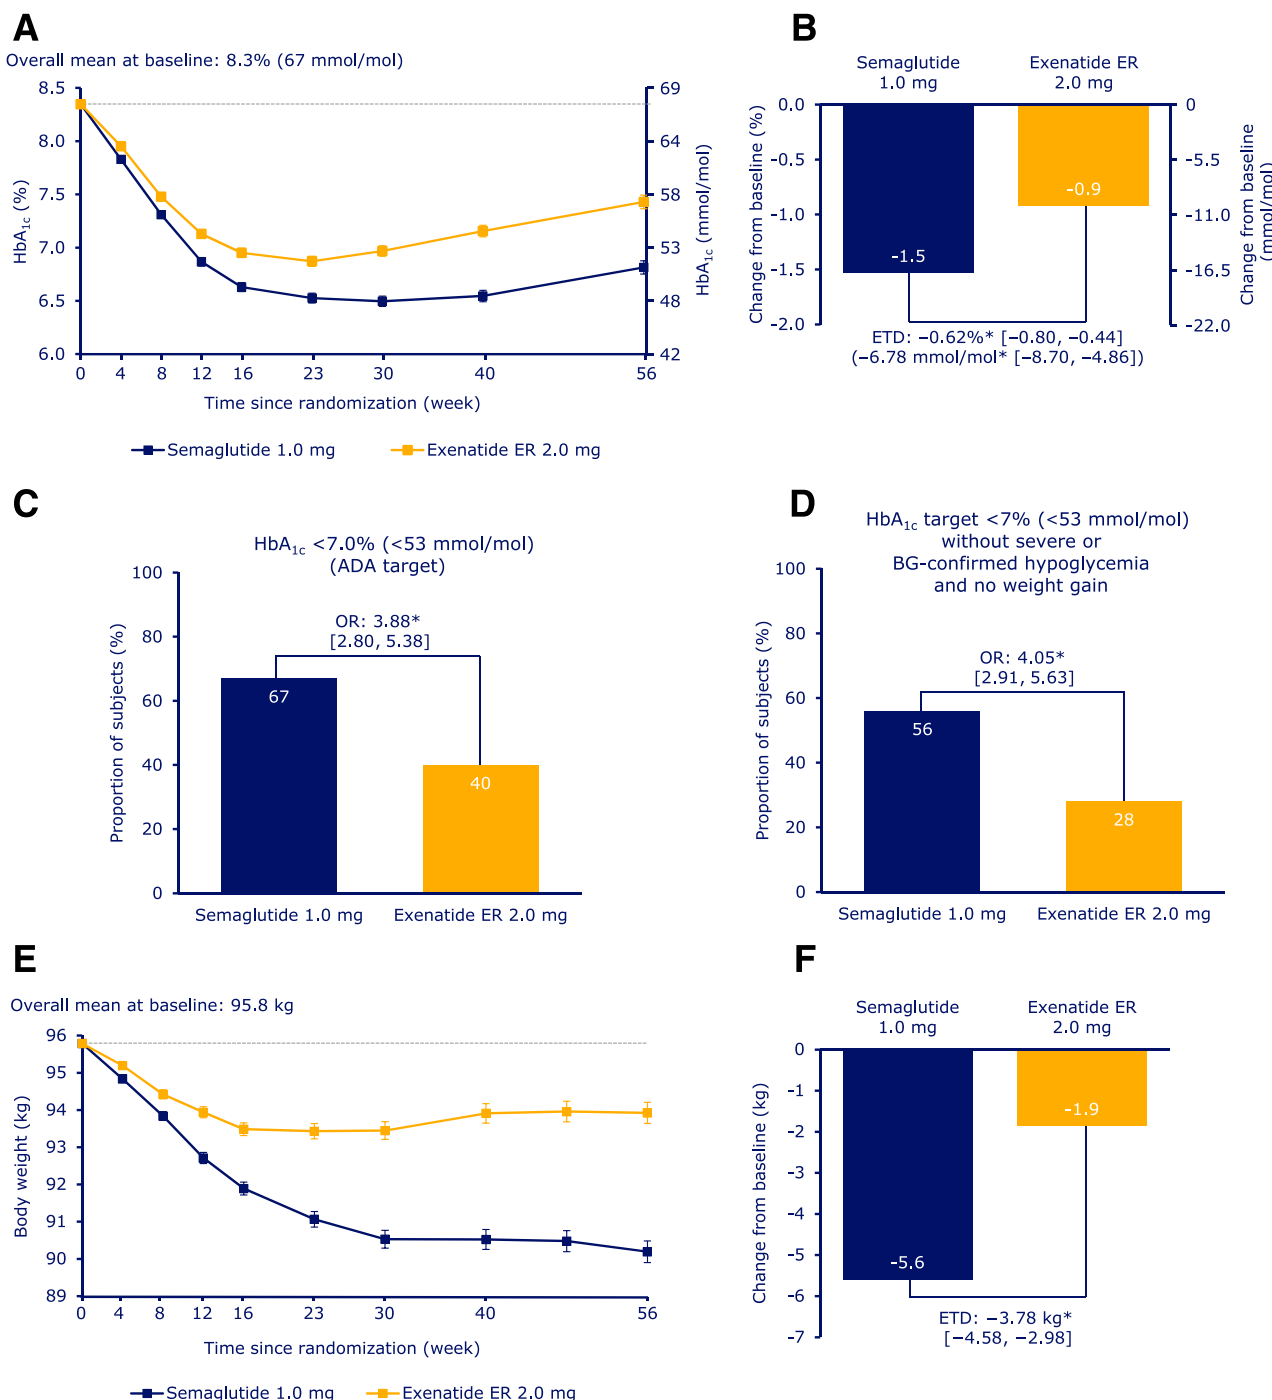 A
Overall mean at baseline: 8.3% (67 mmol/mol)
HbA1c (%)
8.5
8.0
7.5
7.0
6.5
6.0
69
64
58
53
48
42
HbA1c (mmol/mol)
0 4 8 12 16 23 30 40 56
Time since randomization (week)
Semaglutide 1.0 mg Exenatide ER 2.0 mg
B
Semaglutide
1.0 mg
Exenatide ER
2.0 mg
Change from baseline (%)
0.0
−0.5
−1.0
−1.5
−2.0
−1.5
−0.9
0
−5.5
−11.0
−16.5
−22.0
Change from baseline
(mmol/mol)
ETD: −0.62%* [−0.80, −0.44]
(−6.78 mmol/mol* [−8.70, −4.86])
C
HbA1c <7.0% (<53 mmol/mol)
(ADA target)
Proportion of subjects (%)
100
80
60
40
20
0
OR: 3.88*
[2.80, 5.38]
67
40
Semaglutide 1.0 mg Exenatide ER 2.0 mg
D
HbA1c target <7% (<53 mmol/mol)
without severe or
BG-confirmed hypoglycemia
and no weight gain
Proportion of subjects (%)
100
80
60
40
20
0
OR: 4.05*
[2.91, 5.63]
56
28
Semaglutide 1.0 mg Exenatide ER 2.0 mg
E
Overall mean at baseline: 95.8 kg
Body weight (kg)
96
95
94
93
92
91
90
89
0 4 8 12 16 23 30 40 56
Time since randomization (week)
Semaglutide 1.0 mg Exenatide ER 2.0 mg
F
Semaglutide
1.0 mg
Exenatide ER
2.0 mg
Change from baseline (kg)
0
−1
−2
−3
−4
−5
−6
−7
−5.6
−1.9
ETD: −3.78 kg*
[−4.58, −2.98]